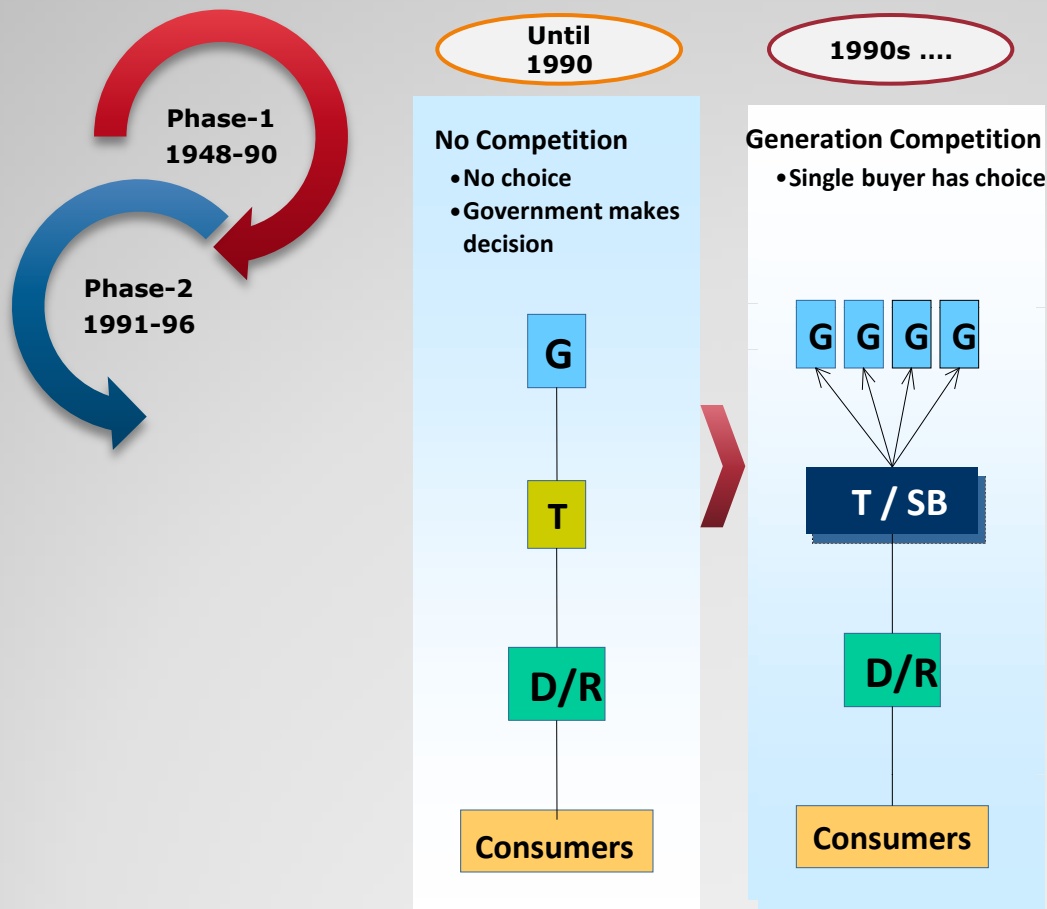 Phase-1
1948-90
Phase-2
1991-96
Until
1990
No Competition
•No choice
•Government makes
decision
G
T
D/R
Consumers
1990s ....
Generation Competition
•Single buyer has choice
G G G G
T / SB
D/R
Consumers